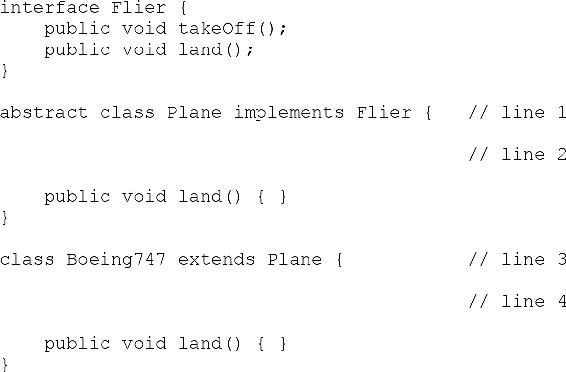 interface Flier {
    public void takeOff();
    public void land();
}
abstract class Plane implements Flier {   // line 1
// line 2
    public void land() { }
}
class Boeing747 extends Plane {   // line 3
// line 4
    public void land() { }
}